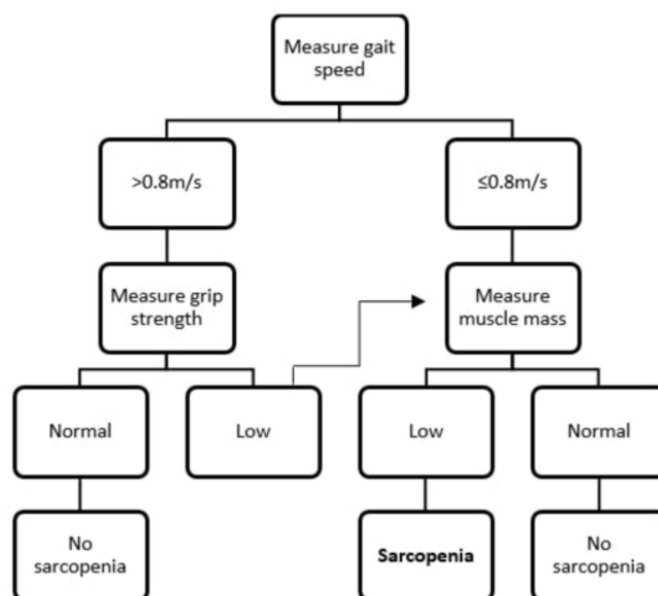 Measure gait
speed
>0.8m/s
≤0.8m/s
Measure grip
strength
Measure
muscle mass
Normal
Low
Low
Normal
No
sarcopenia
Sarcopenia
No
sarcopenia